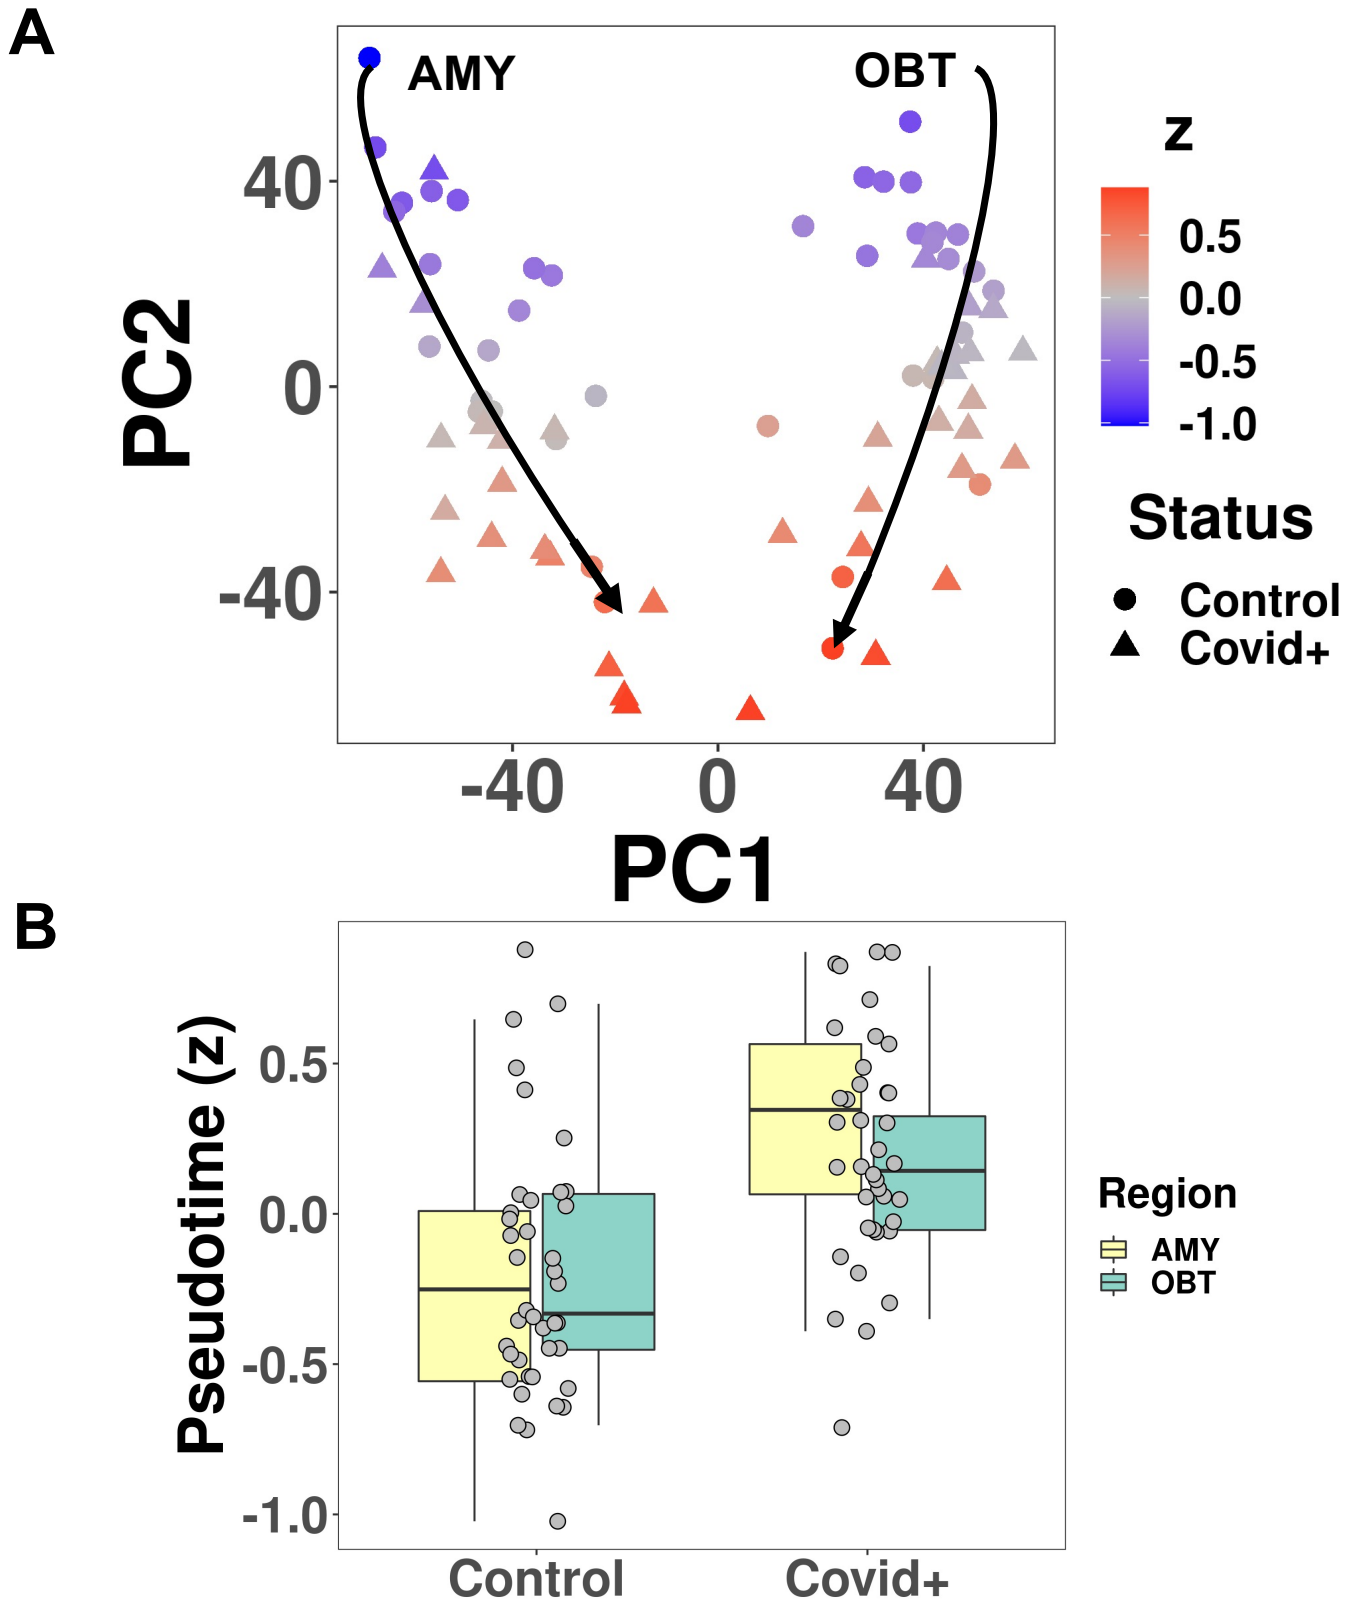 A
AMY
OBT
PC2
40
0
-40
-40
0
40
PC1
z
0.5
0.0
-0.5
-1.0
Status
Control
Covid+
B
Pseudotime (z)
0.5
0.0
-0.5
-1.0
Control
Covid+
Region
AMY
OBT